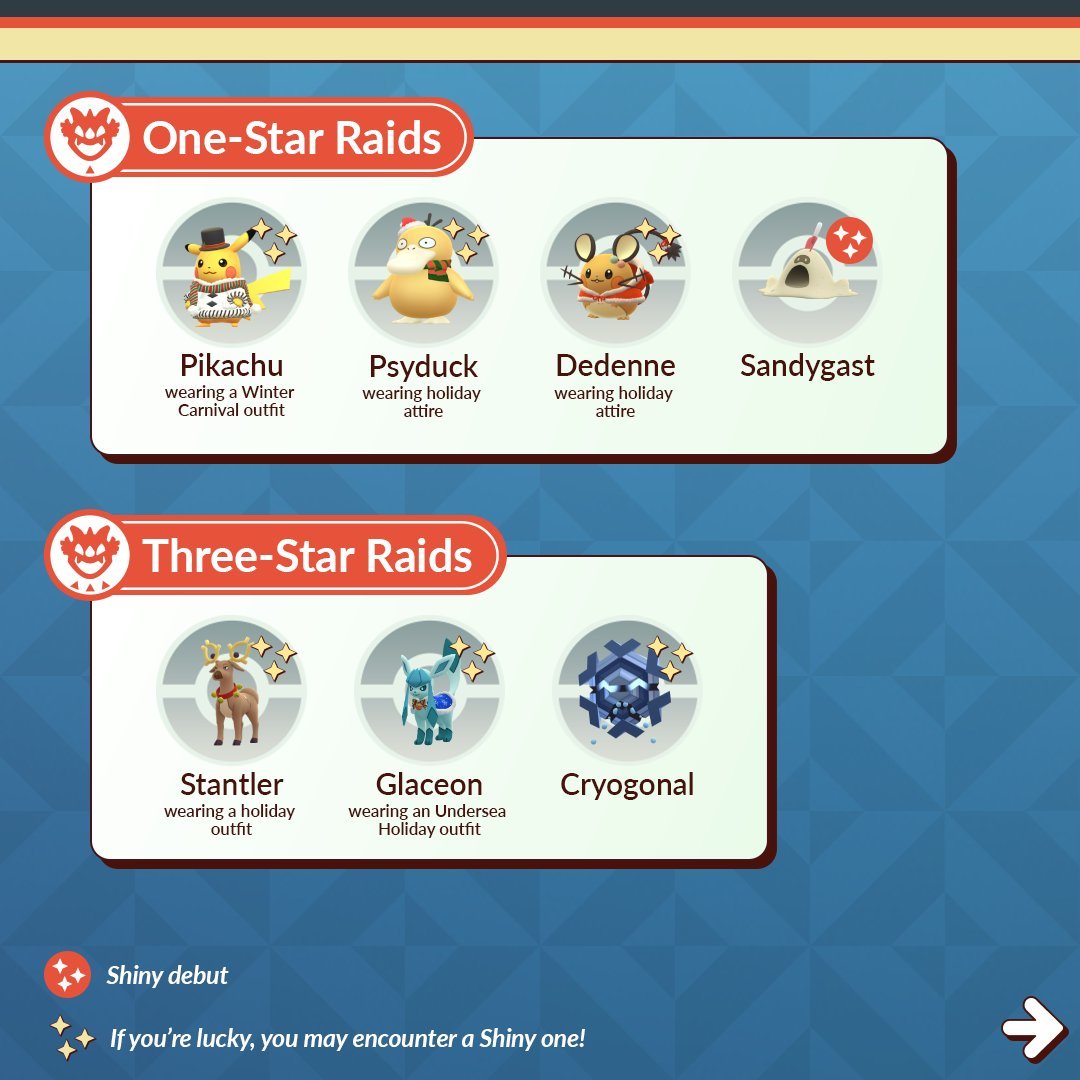 One-Star Raids
Pikachu
wearing a Winter
Carnival outfit
Psyduck
wearing holiday
attire
Dedenne
wearing holiday
attire
Sandygast
Three-Star Raids
Stantler
wearing a holiday
outfit
Glaceon
wearing an Undersea
Holiday outfit
Cryogonal
Shiny debut
If you’re lucky, you may encounter a Shiny one!